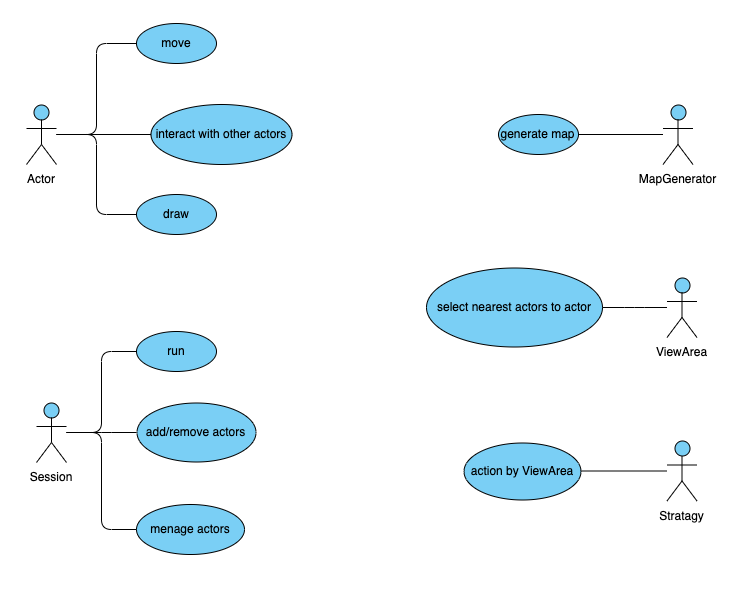 move
interact with other actors
Actor
draw
generate map
MapGenerator
select nearest actors to actor
ViewArea
run
add/remove actors
Session
menage actors
action by ViewArea
Stratagy